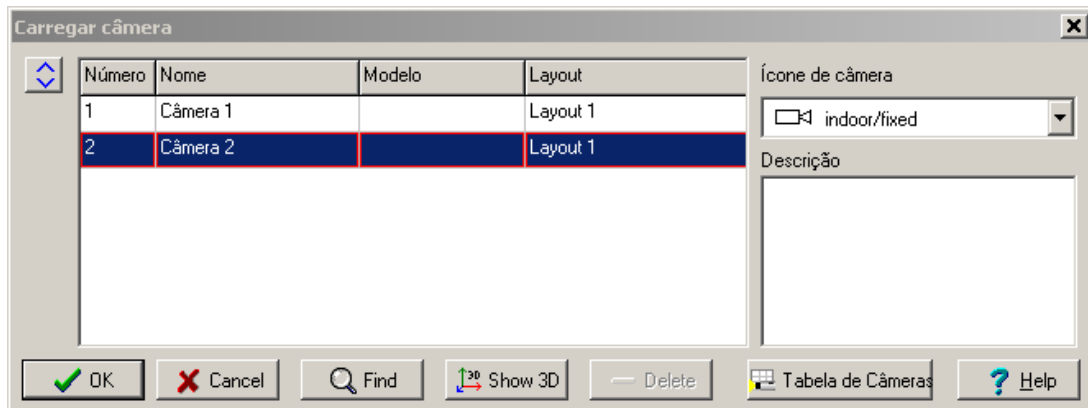 Carregar câmera
Número Nome Modelo Layout
1 Câmera 1 Layout 1
2 Câmera 2 Layout 1
Ícone de câmera
indoor/fixed
Descrição
OK Cancel Find 3D Show 3D Delete Tabela de Câmeras ? Help